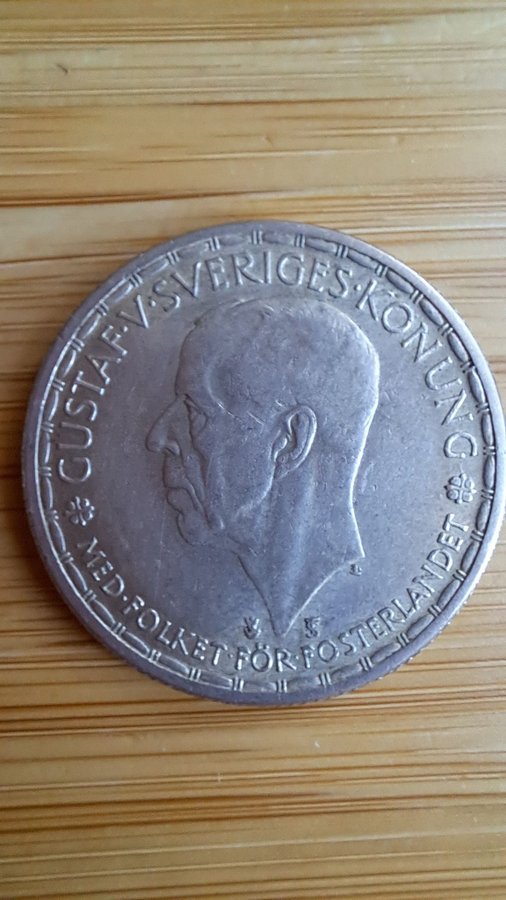 GUSTAF·V·SVERIGES·KONUNG
MED·FOLKET·FÖR·FOSTERLANDET